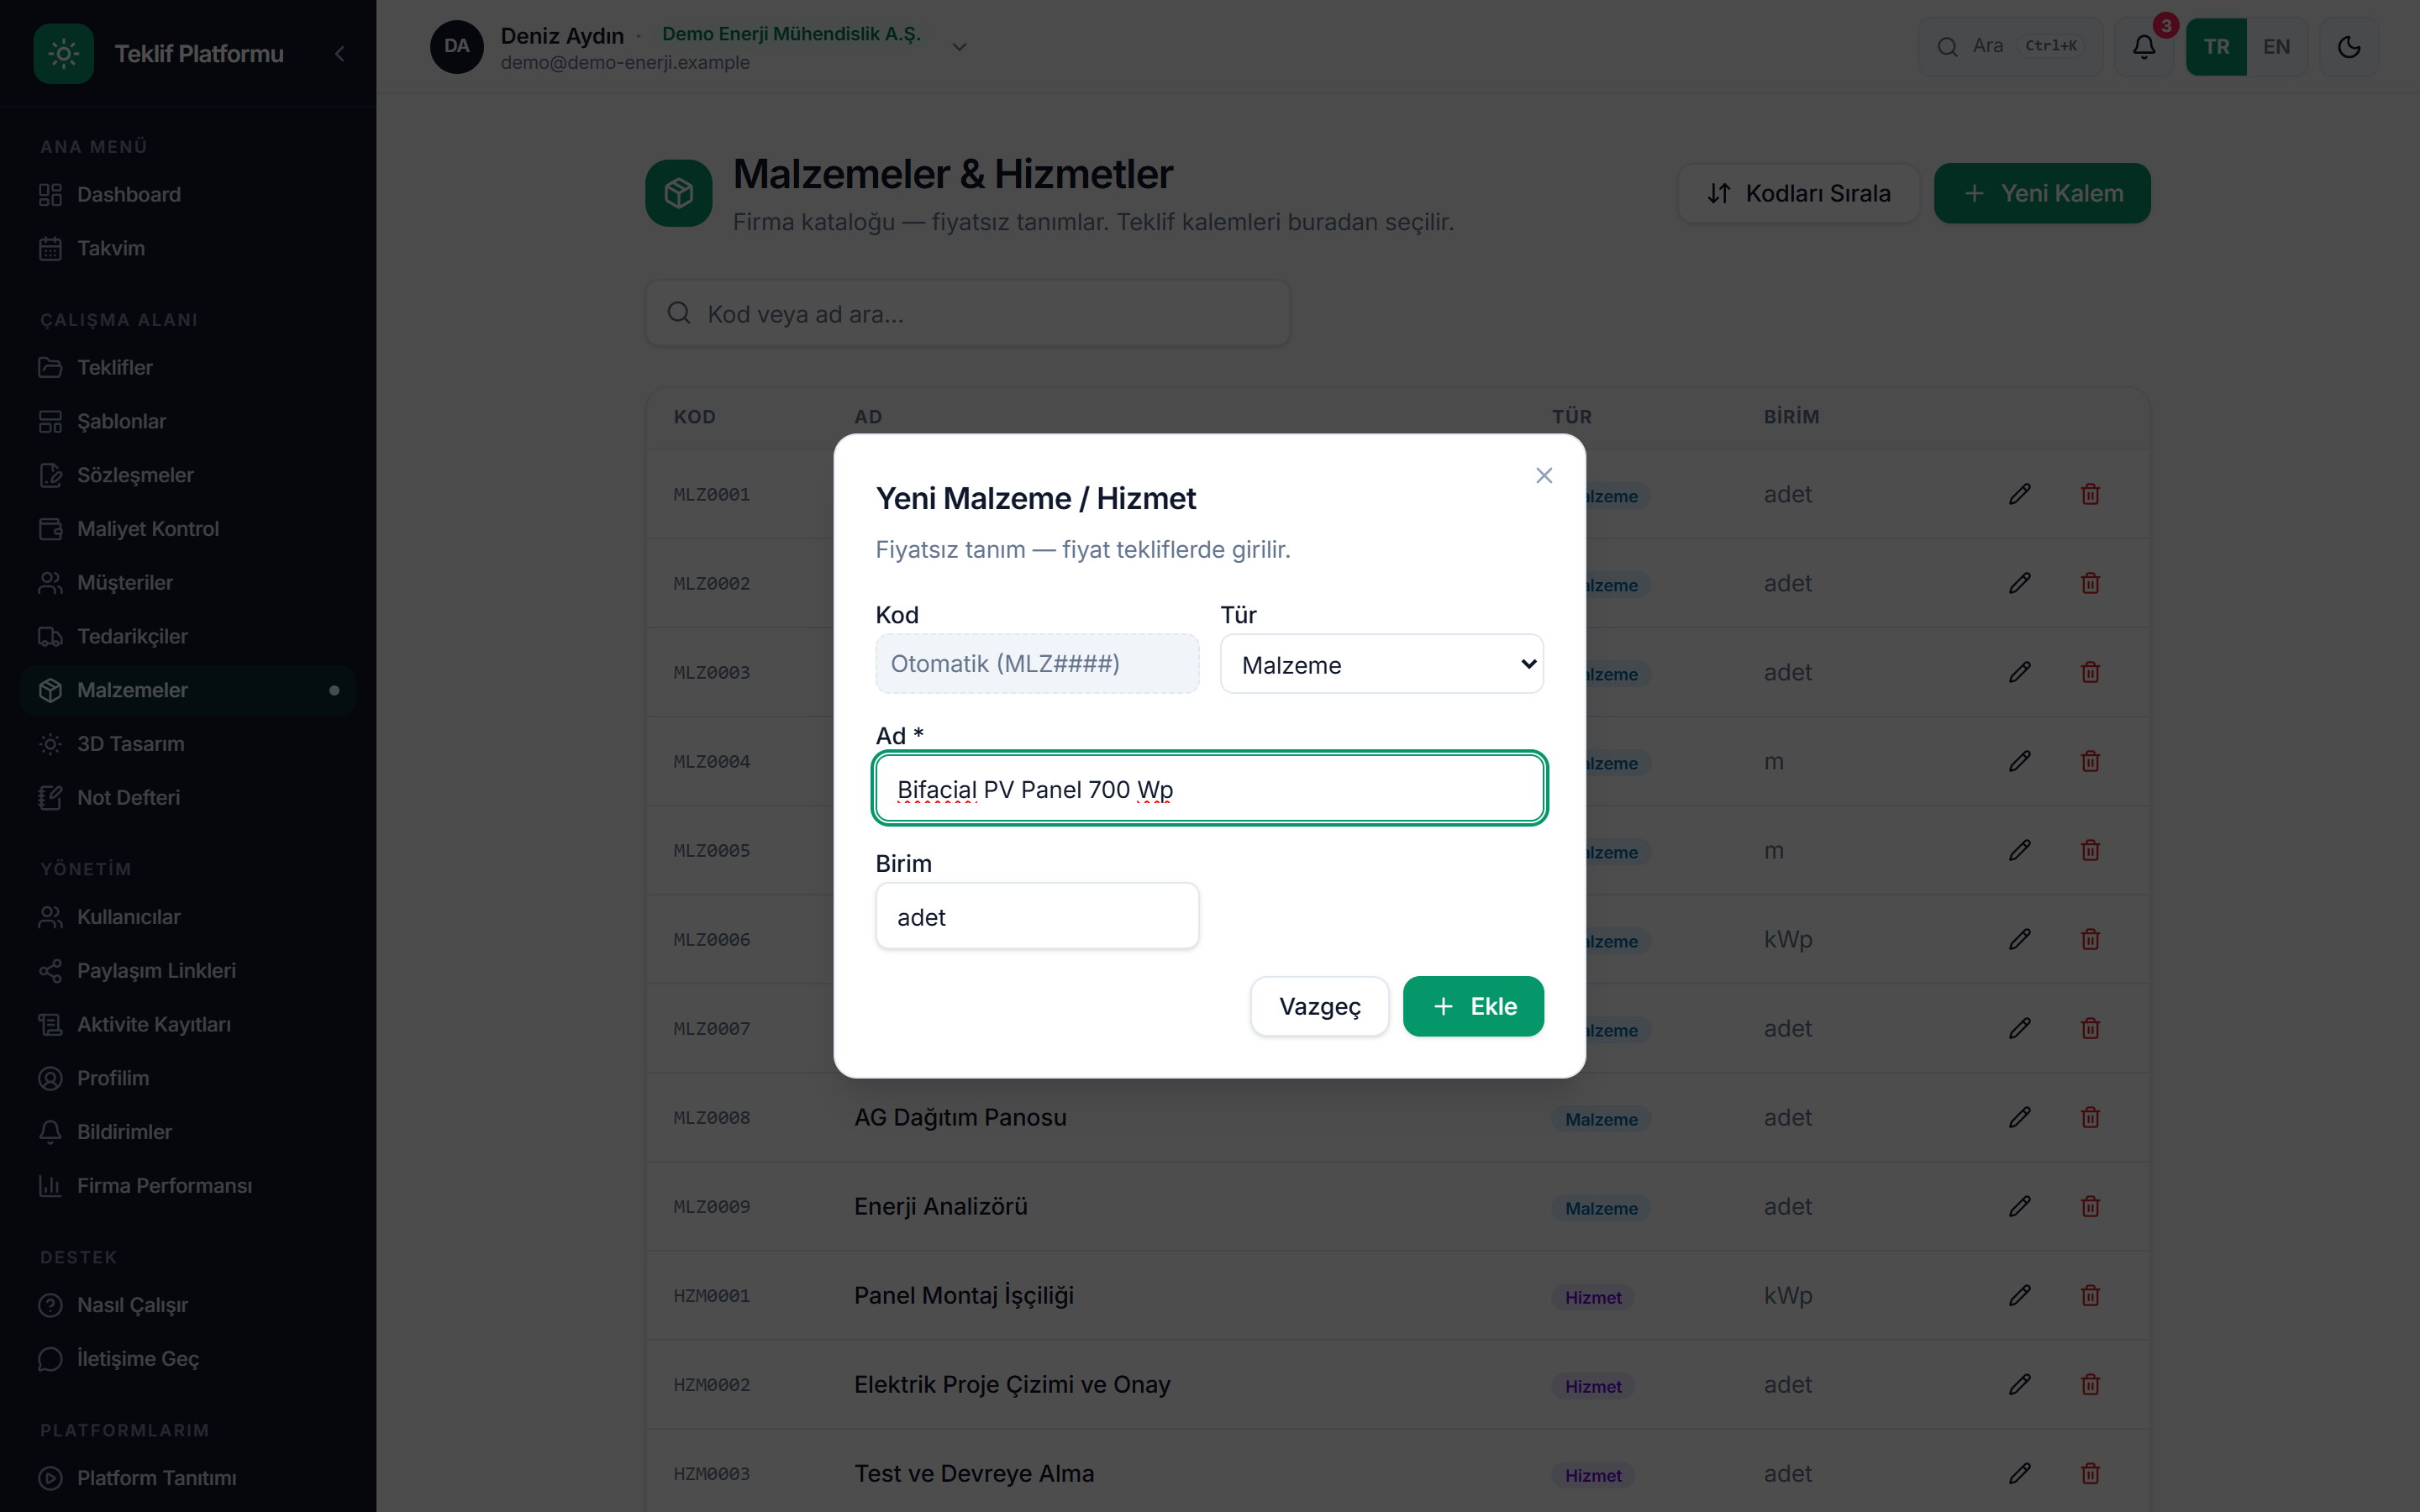 Teklif Platformu
ANA MENÜ
Dashboard
Takvim
ÇALIŞMA ALANI
Teklifler
Şablonlar
Sözleşmeler
Maliyet Kontrol
Müşteriler
Tedarikçiler
Malzemeler
3D Tasarım
Not Defteri
YÖNETİM
Kullanıcılar
Paylaşım Linkleri
Aktivite Kayıtları
Profilim
Bildirimler
Firma Performansı
DESTEK
Nasıl Çalışır
İletişime Geç
PLATFORMLARIM
Platform Tanıtımı
DA Deniz Aydın · Demo Enerji Mühendislik A.Ş.
demo@demo-enerji.example
Ara Ctrl+K 3 TR EN
Malzemeler & Hizmetler
Firma kataloğu — fiyatsız tanımlar. Teklif kalemleri buradan seçilir.
Kodları Sırala
Yeni Kalem
Kod veya ad ara...
KOD AD TÜR BİRİM
MLZ0001 adet
MLZ0002 adet
MLZ0003 adet
MLZ0004 m
MLZ0005 m
MLZ0006 kWp
MLZ0007 adet
MLZ0008 AG Dağıtım Panosu Malzeme adet
MLZ0009 Enerji Analizörü Malzeme adet
HZM0001 Panel Montaj İşçiliği Hizmet kWp
HZM0002 Elektrik Proje Çizimi ve Onay Hizmet adet
HZM0003 Test ve Devreye Alma Hizmet adet
Yeni Malzeme / Hizmet
Fiyatsız tanım — fiyat tekliflerde girilir.
Kod Tür
Otomatik (MLZ####) Malzeme
Ad *
Bifacial PV Panel 700 Wp
Birim
adet
Vazgeç Ekle